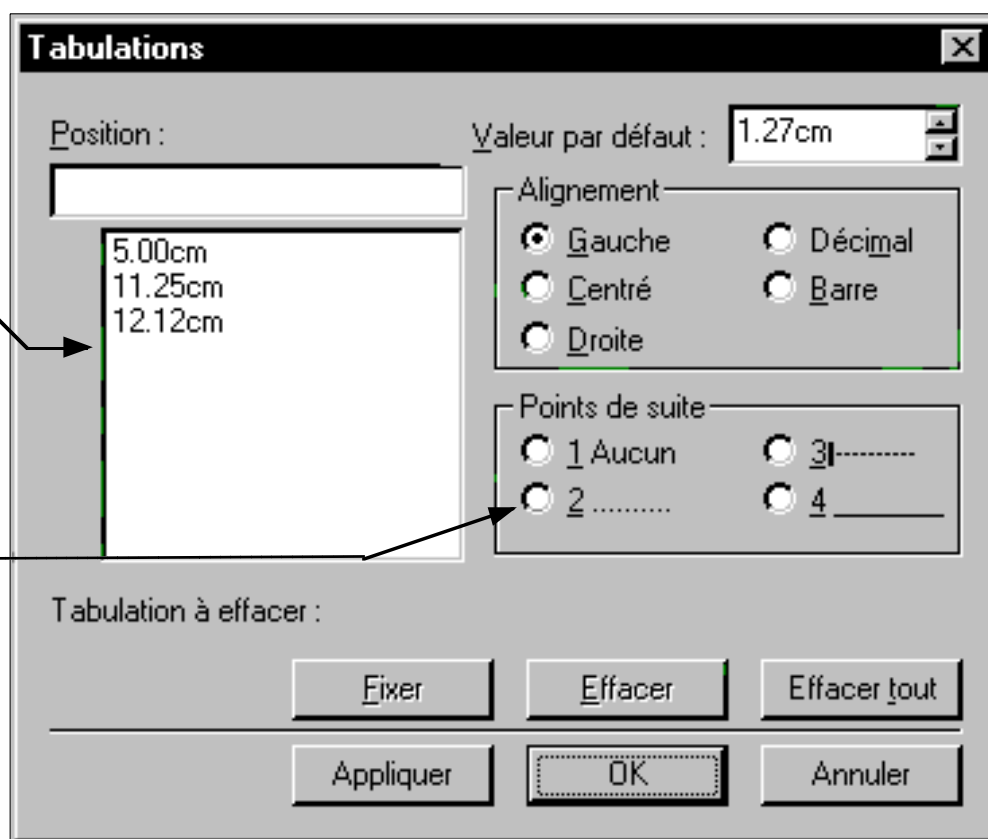 Tabulations
Position :
Valeur par défaut : 1.27cm
5.00cm
11.25cm
12.12cm
Alignement
Gauche
Décimal
Centré
Barre
Droite
Points de suite
1 Aucun
3 ----------
2 ..........
4 __________
Tabulation à effacer :
Fixer
Effacer
Effacer tout
Appliquer
OK
Annuler